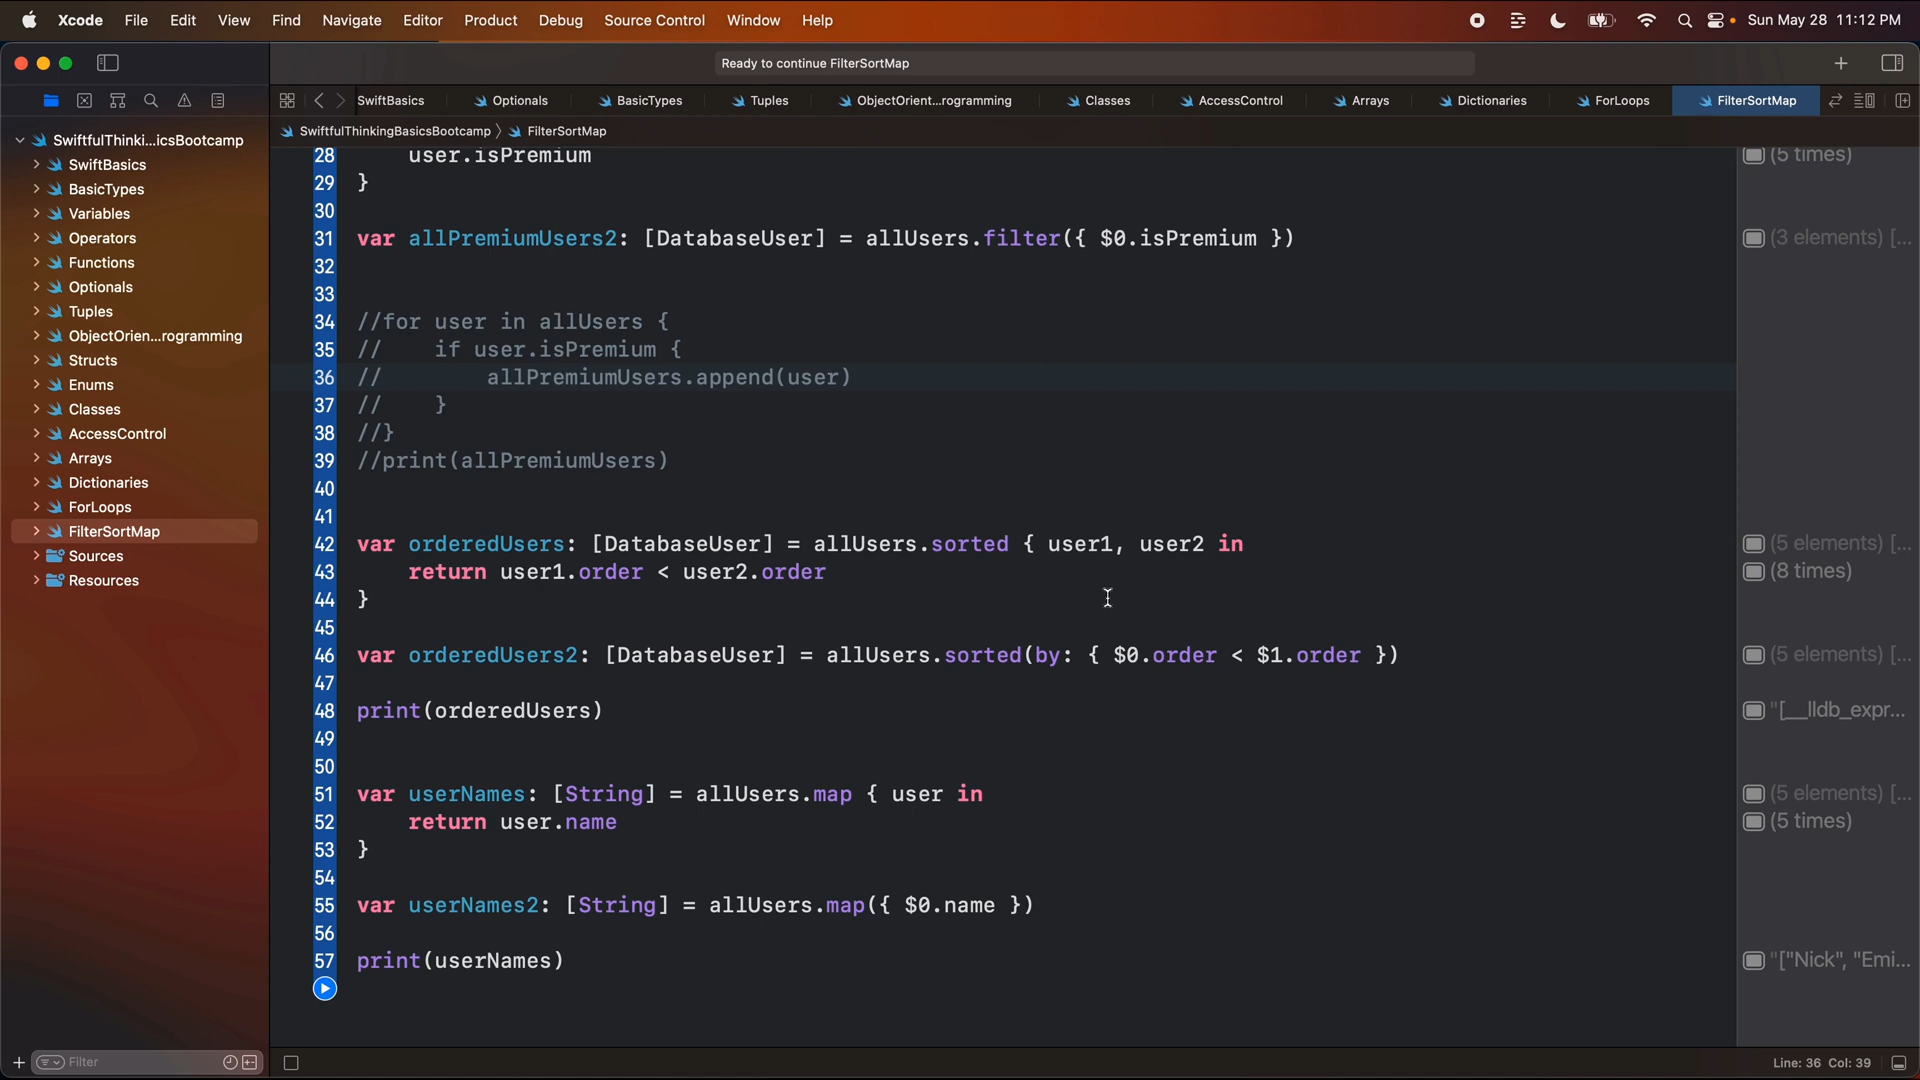 Xcode File Edit View Find Navigate Editor Product Debug Source Control Window Help Sun May 28 11:12 PM
Ready to continue FilterSortMap
SwiftBasics Optionals BasicTypes Tuples ObjectOrient...rogramming Classes AccessControl Arrays Dictionaries ForLoops FilterSortMap
SwiftfulThinkingBasicsBootcamp FilterSortMap
SwiftfulThinki...icsBootcamp
SwiftBasics
BasicTypes
Variables
Operators
Functions
Optionals
Tuples
ObjectOrien...rogramming
Structs
Enums
Classes
AccessControl
Arrays
Dictionaries
ForLoops
FilterSortMap
Sources
Resources
Filter
28     user.isPremium (5 times)
29 }
30
31 var allPremiumUsers2: [DatabaseUser] = allUsers.filter({ $0.isPremium }) (3 elements) [...
32
33
34 //for user in allUsers {
35 //    if user.isPremium {
36 //        allPremiumUsers.append(user)
37 //    }
38 //}
39 //print(allPremiumUsers)
40
41
42 var orderedUsers: [DatabaseUser] = allUsers.sorted { user1, user2 in (5 elements) [...
43     return user1.order < user2.order (8 times)
44 }
45
46 var orderedUsers2: [DatabaseUser] = allUsers.sorted(by: { $0.order < $1.order }) (5 elements) [...
47
48 print(orderedUsers) "[__lldb_expr...
49
50
51 var userNames: [String] = allUsers.map { user in (5 elements) [...
52     return user.name (5 times)
53 }
54
55 var userNames2: [String] = allUsers.map({ $0.name })
56
57 print(userNames) "["Nick", "Emi...
Line: 36 Col: 39